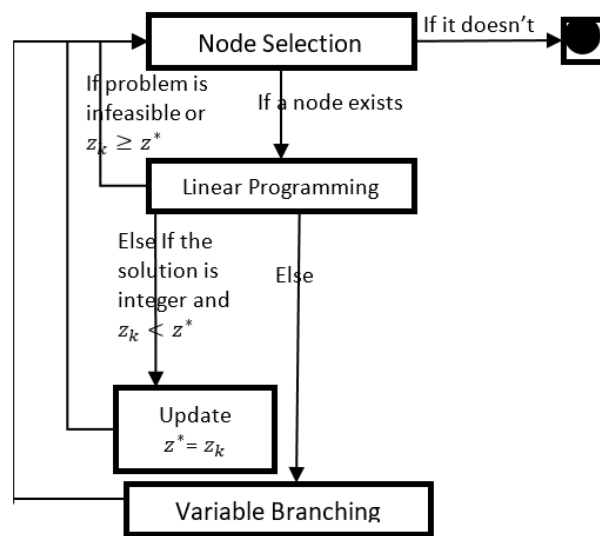 Node Selection
If it doesn't
If problem is
infeasible or
z_k ≥ z*
If a node exists
Linear Programming
Else If the
solution is
integer and
z_k < z*
Else
Update
z*= z_k
Variable Branching